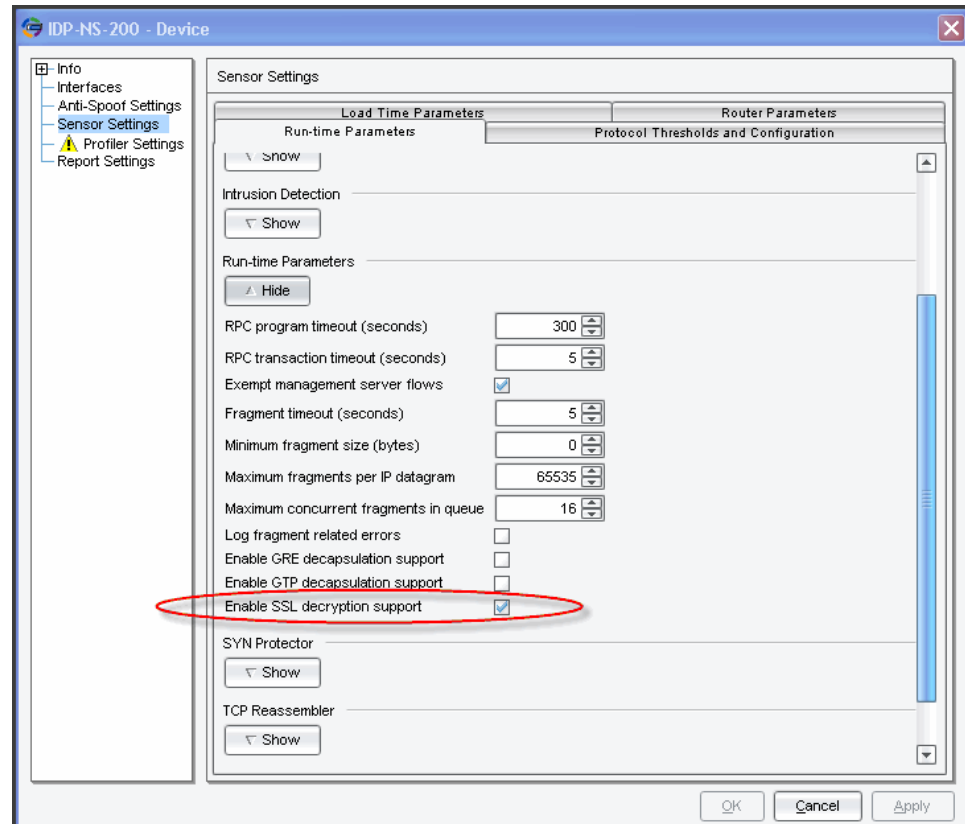 IDP-NS-200 - Device
Info
Interfaces
Anti-Spoof Settings
Sensor Settings
Profiler Settings
Report Settings
Sensor Settings
Load Time Parameters
Router Parameters
Run-time Parameters
Protocol Thresholds and Configuration
Show
Intrusion Detection
Show
Run-time Parameters
Hide
RPC program timeout (seconds) 300
RPC transaction timeout (seconds) 5
Exempt management server flows
Fragment timeout (seconds) 5
Minimum fragment size (bytes) 0
Maximum fragments per IP datagram 65535
Maximum concurrent fragments in queue 16
Log fragment related errors
Enable GRE decapsulation support
Enable GTP decapsulation support
Enable SSL decryption support
SYN Protector
Show
TCP Reassembler
Show
OK Cancel Apply